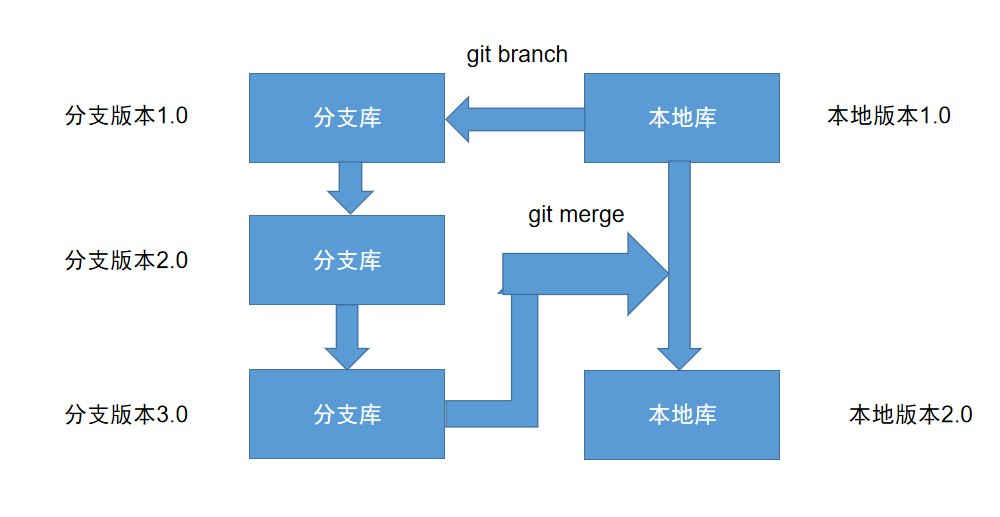 git branch
分支版本1.0
分支库
本地库
本地版本1.0
git merge
分支版本2.0
分支库
分支版本3.0
分支库
本地库
本地版本2.0